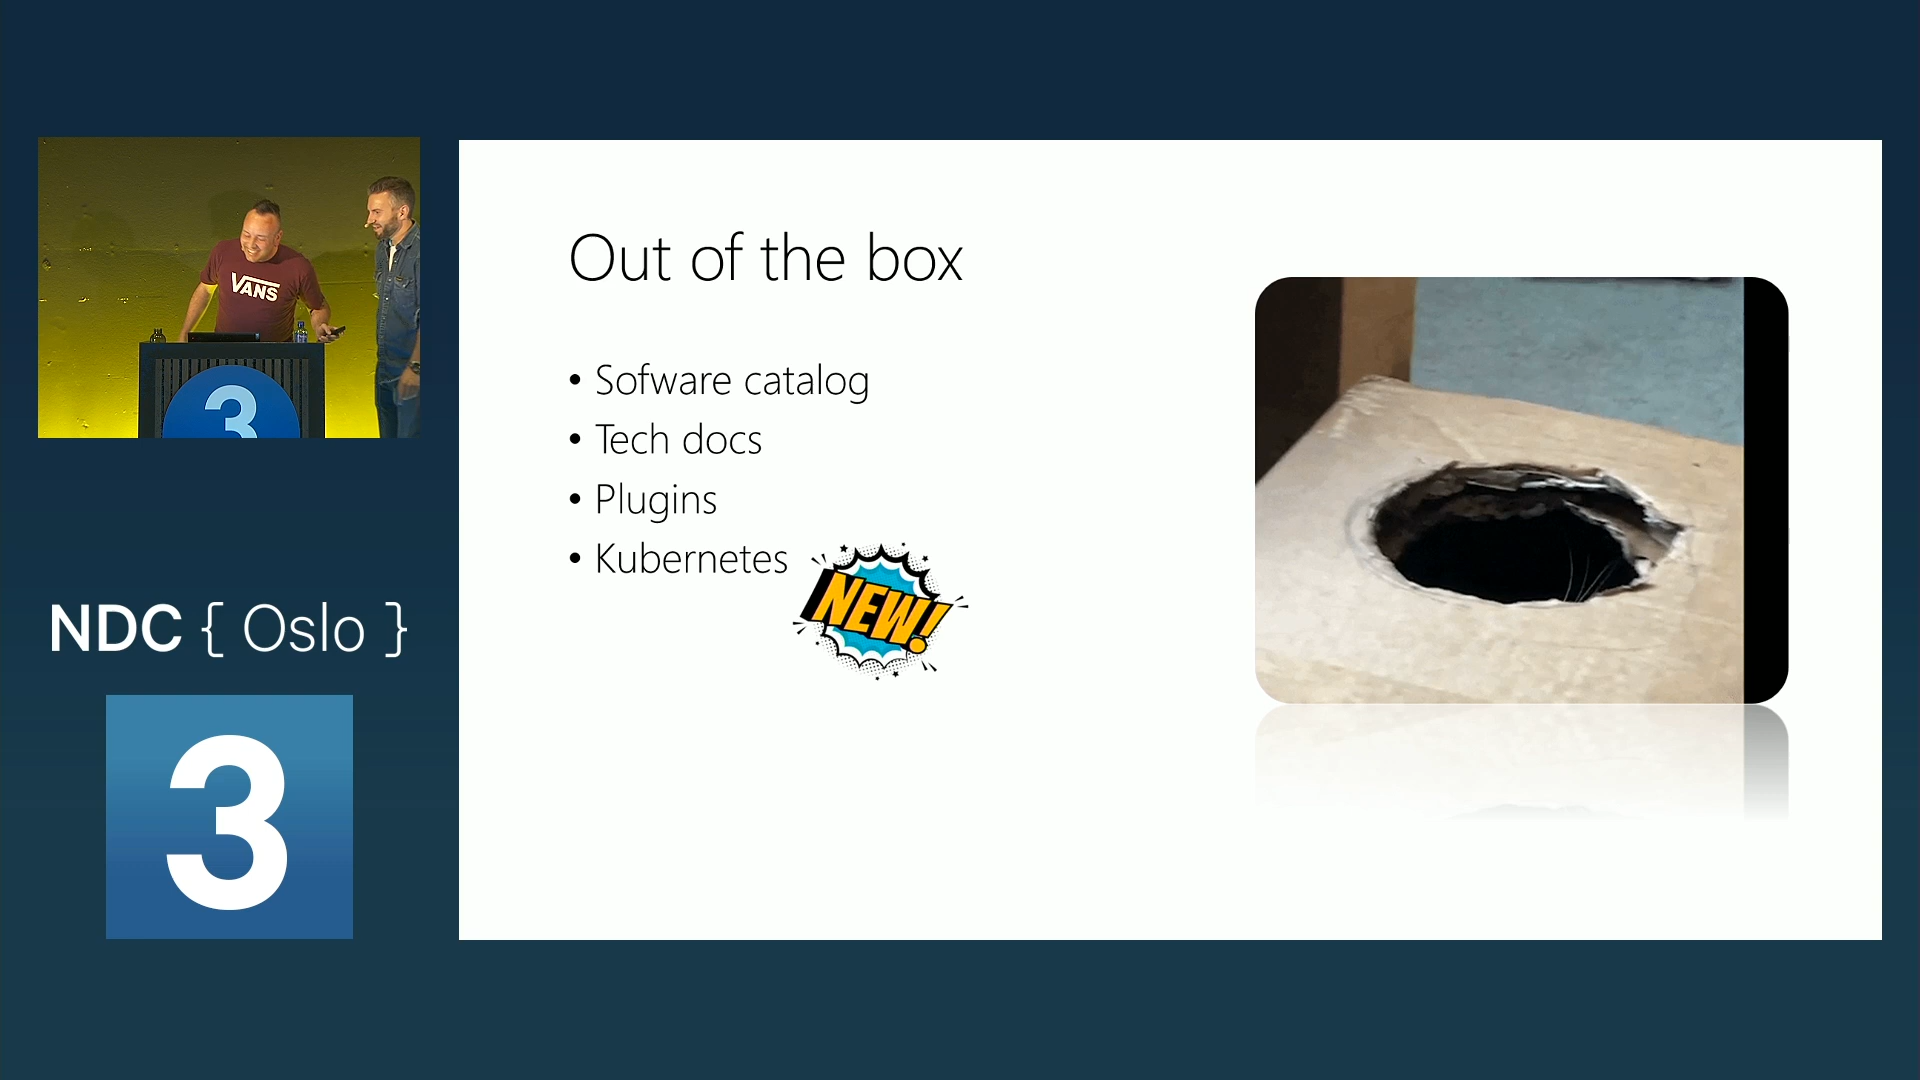 VANS
3
NDC { Oslo }
3
Out of the box
• Sofware catalog
• Tech docs
• Plugins
• Kubernetes
NEW!